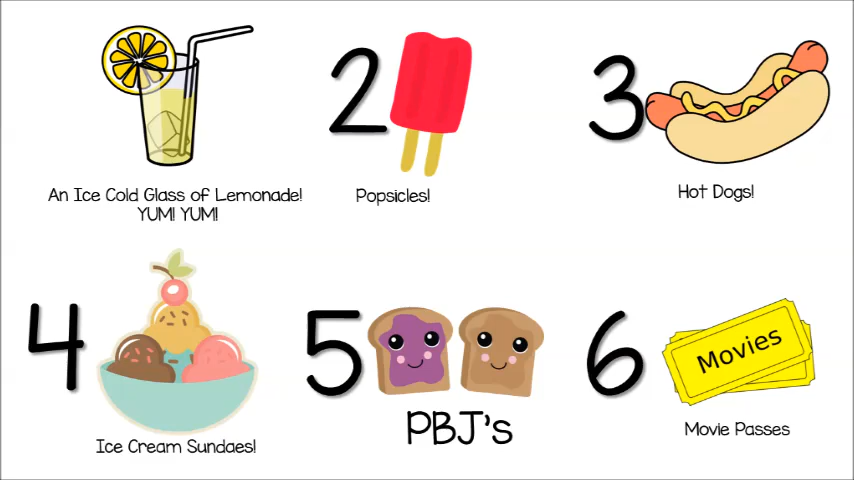 An Ice Cold Glass of Lemonade!
YUM! YUM!
2
Popsicles!
3
Hot Dogs!
4
Ice Cream Sundaes!
5
PBJ's
6
Movies
Movie Passes